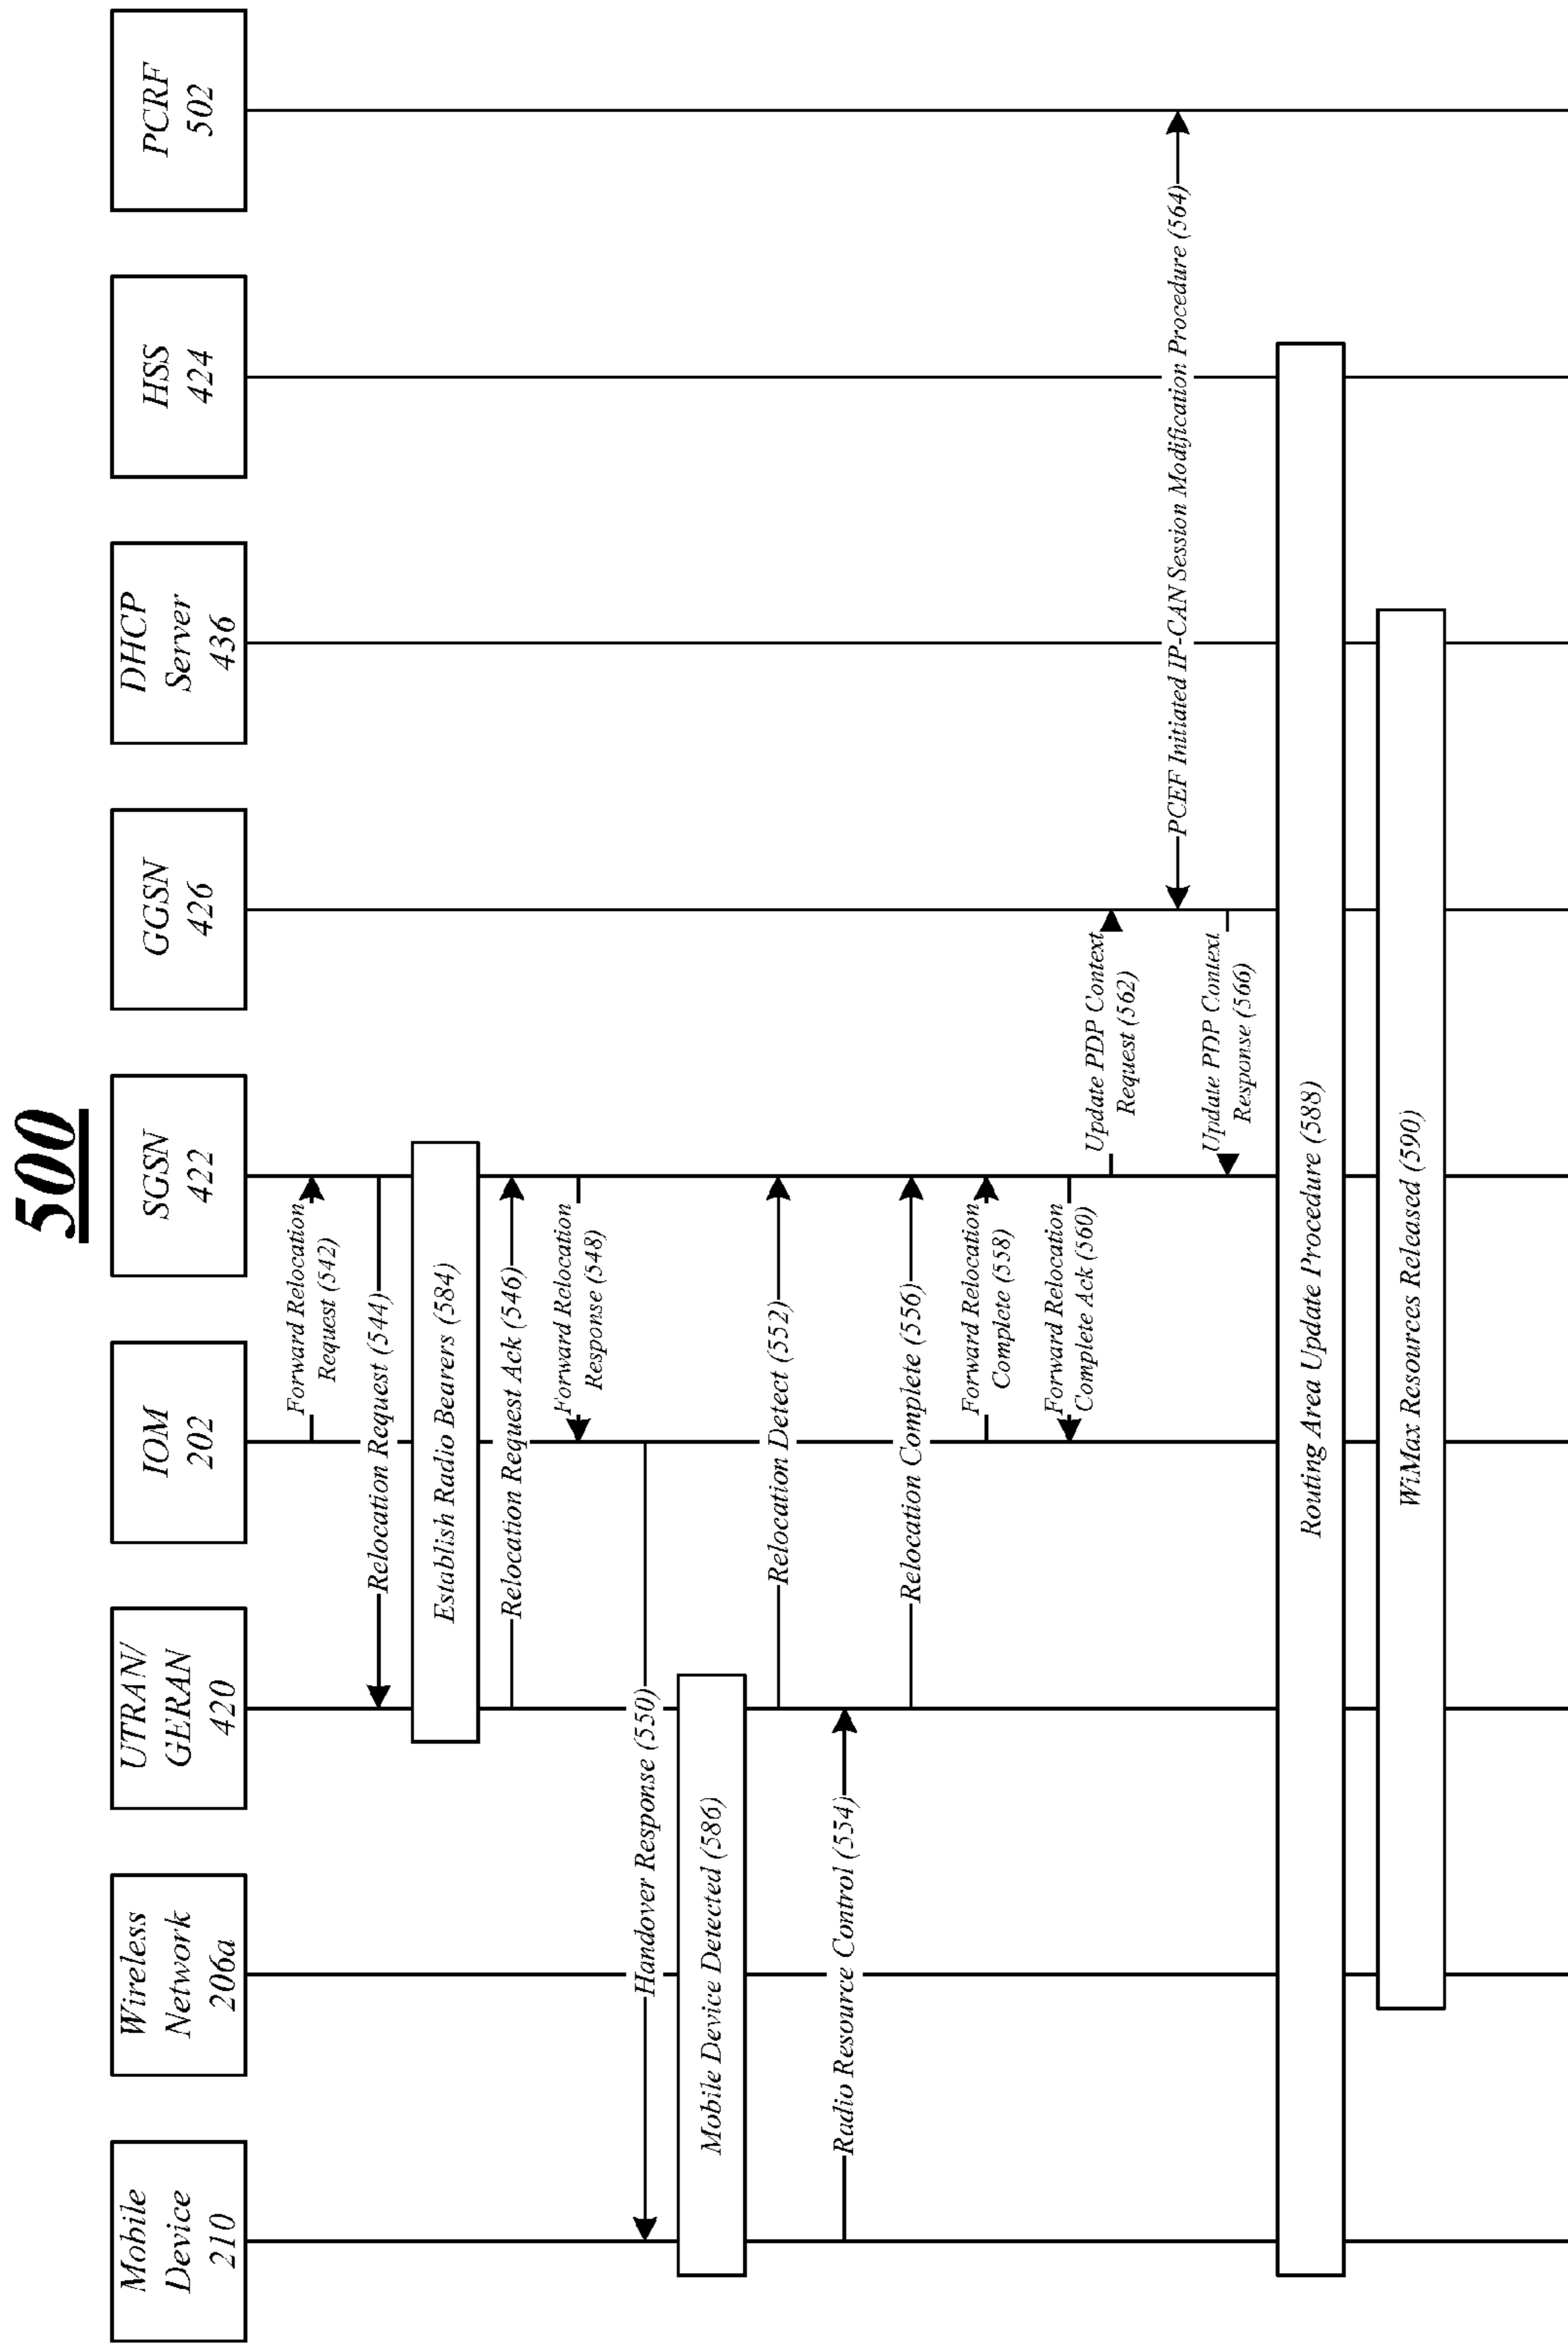 500
Mobile
Device
210
Wireless
Network
206a
UTRAN/
GERAN
420
IOM
202
SGSN
422
GGSN
426
DHCP
Server
436
HSS
424
PCRF
502
Forward Relocation
Request (542)
Relocation Request (544)
Establish Radio Bearers (584)
Relocation Request Ack (546)
Forward Relocation
Response (548)
Handover Response (550)
Mobile Device Detected (586)
Relocation Detect (552)
Radio Resource Control (554)
Relocation Complete (556)
Forward Relocation
Complete (558)
Forward Relocation
Complete Ack (560)
Update PDP Context
Request (562)
PCEF Initiated IP-CAN Session Modification Procedure (564)
Update PDP Context
Response (566)
Routing Area Update Procedure (588)
WiMax Resources Released (590)